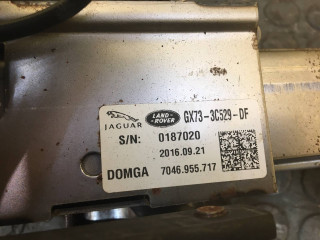 JAGUAR LAND ROVER GX73-3C529-DF
S/N: 0187020
2016.09.21
DOMGA 7046.955.717